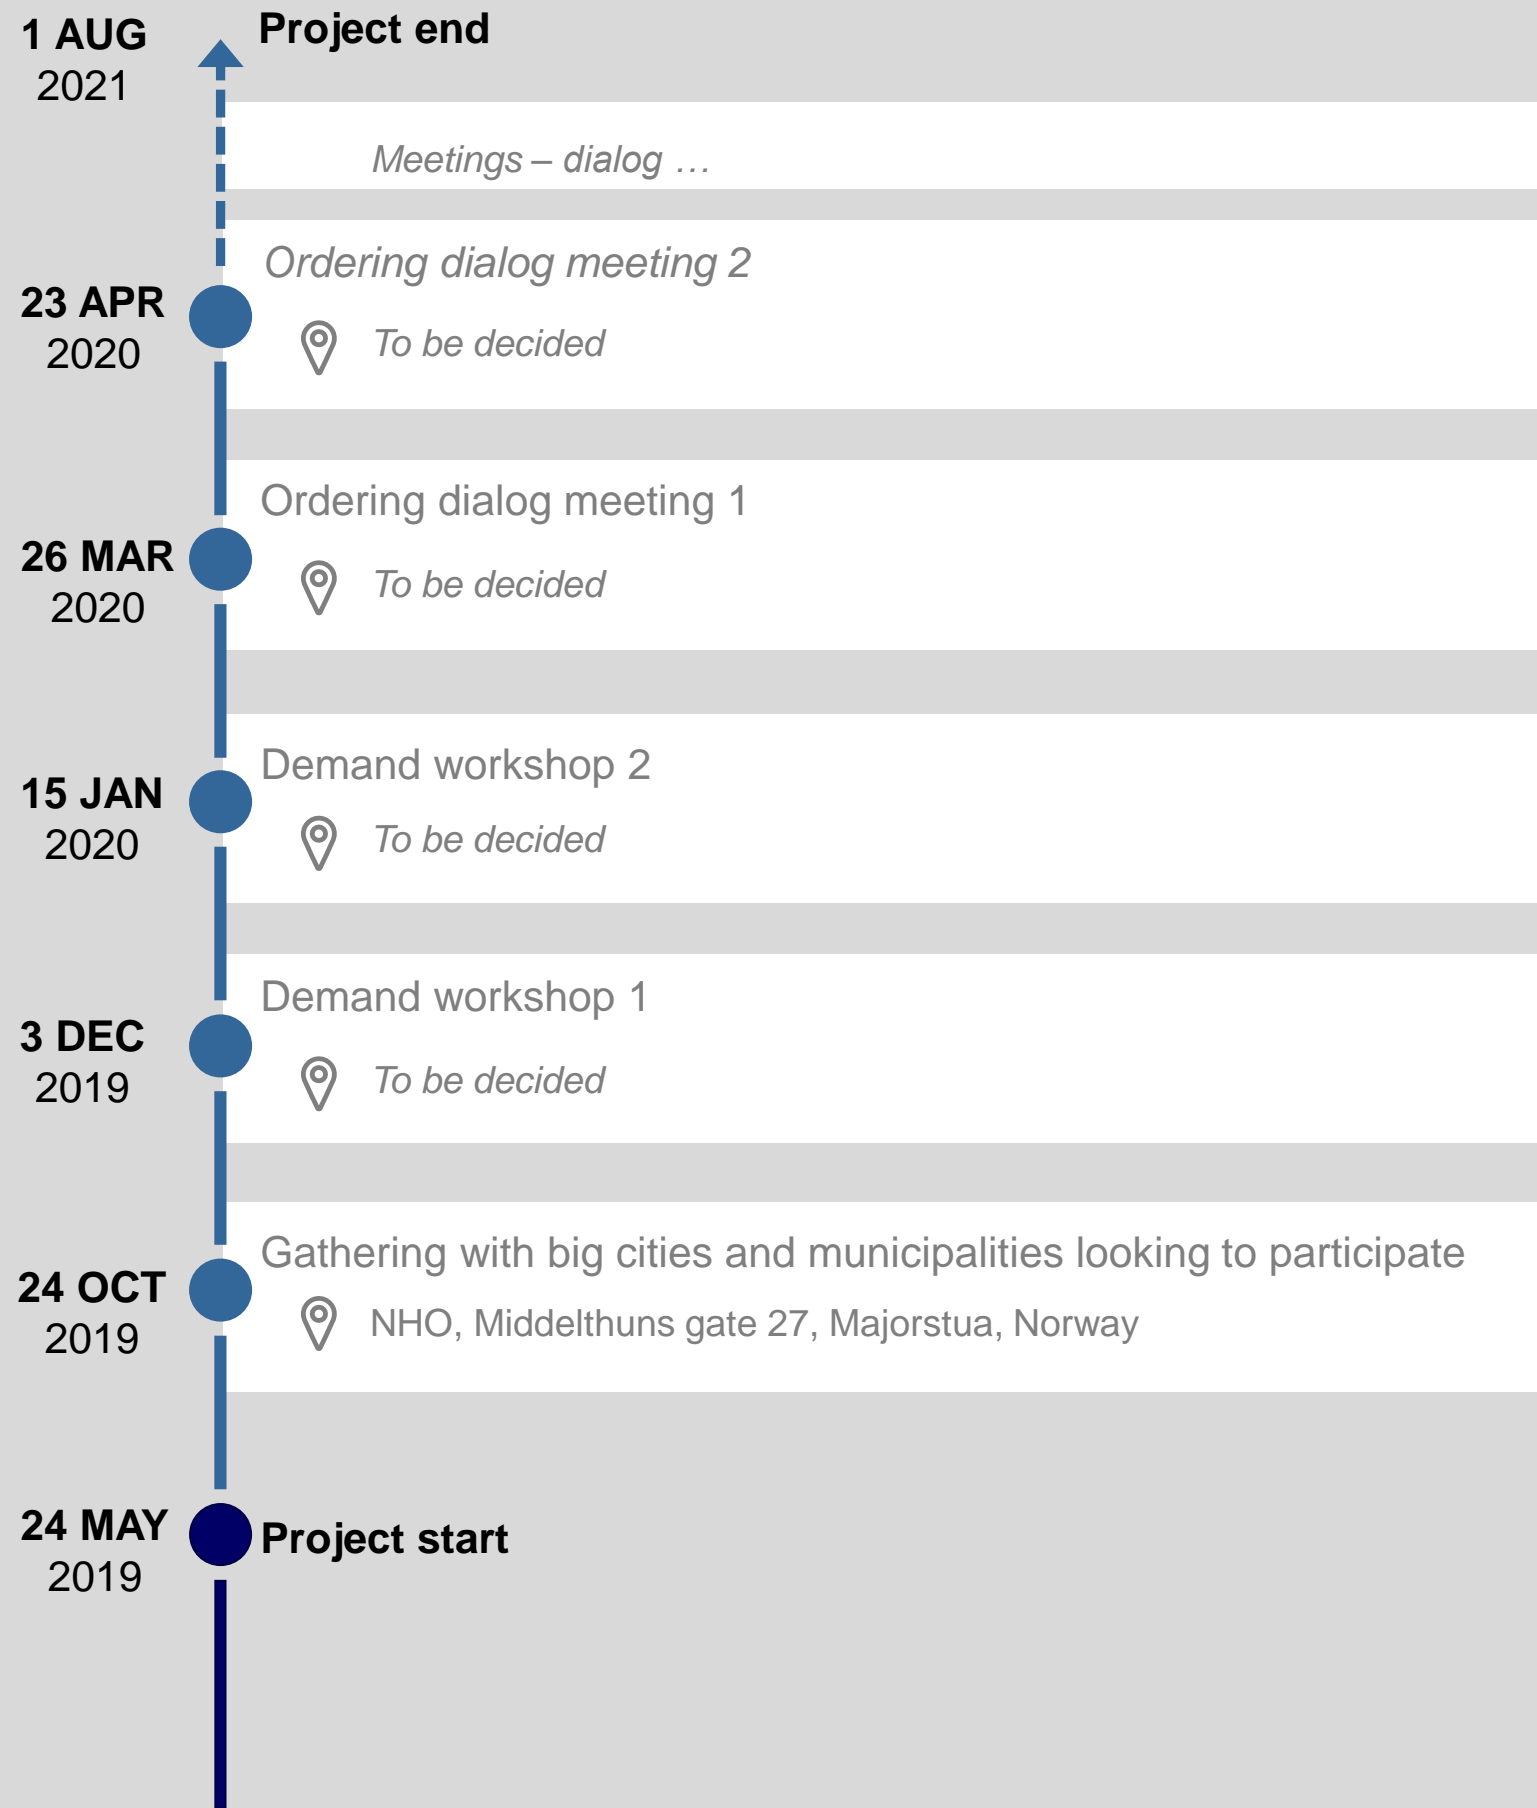 1 AUG
2021
Project end
Meetings – dialog …
23 APR
2020
Ordering dialog meeting 2
To be decided
26 MAR
2020
Ordering dialog meeting 1
To be decided
15 JAN
2020
Demand workshop 2
To be decided
3 DEC
2019
Demand workshop 1
To be decided
24 OCT
2019
Gathering with big cities and municipalities looking to participate
NHO, Middelthuns gate 27, Majorstua, Norway
24 MAY
2019
Project start